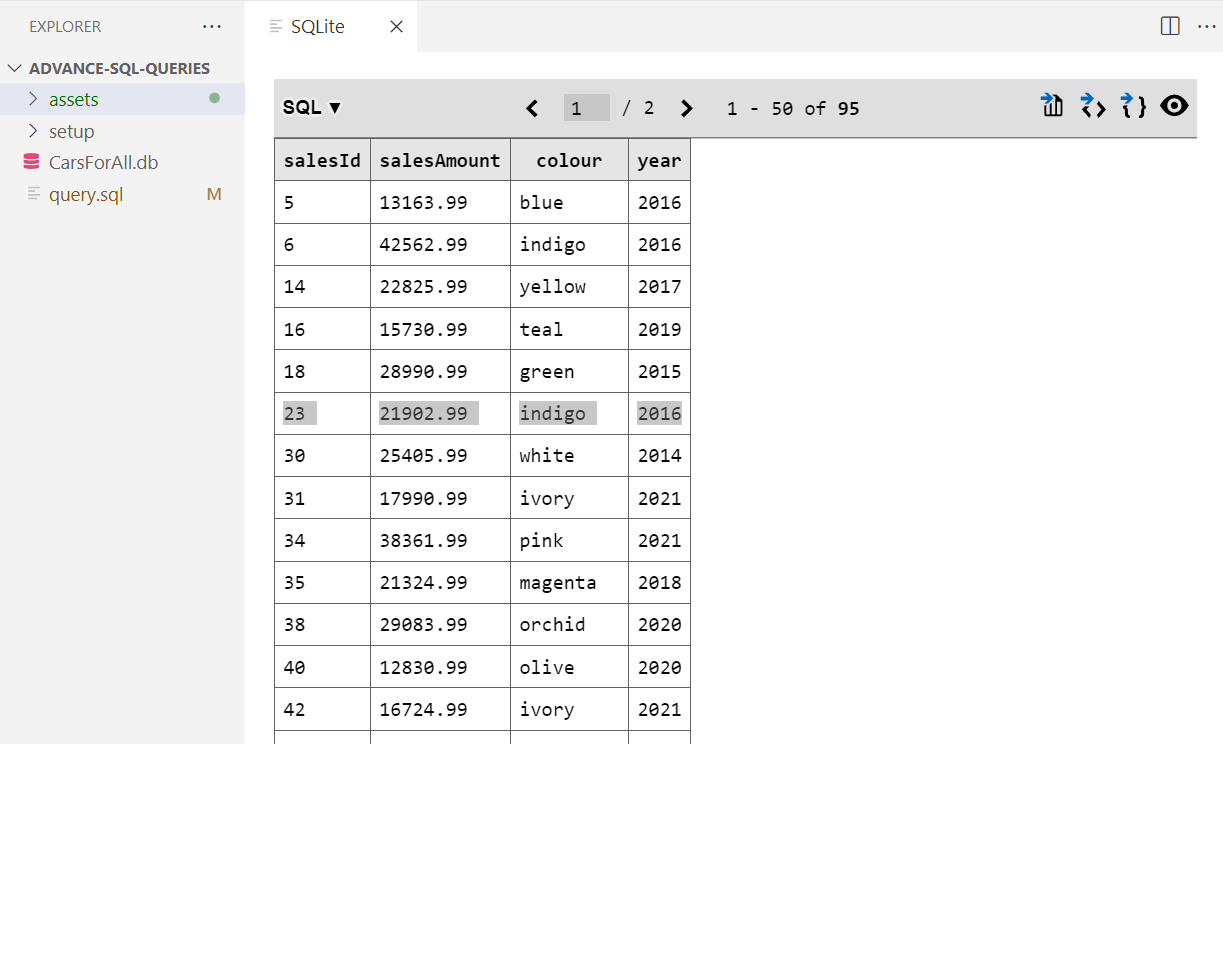 EXPLORER ...
ADVANCE-SQL-QUERIES
assets
setup
CarsForAll.db
query.sql M
SQLite
SQL ▼ 1 / 2 1 - 50 of 95
salesId salesAmount colour year
5 13163.99 blue 2016
6 42562.99 indigo 2016
14 22825.99 yellow 2017
16 15730.99 teal 2019
18 28990.99 green 2015
23 21902.99 indigo 2016
30 25405.99 white 2014
31 17990.99 ivory 2021
34 38361.99 pink 2021
35 21324.99 magenta 2018
38 29083.99 orchid 2020
40 12830.99 olive 2020
42 16724.99 ivory 2021